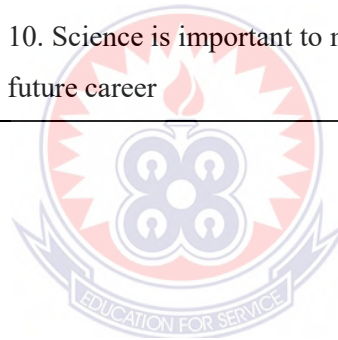 10. Science is important to
future career
EDUCATION FOR SERVICE